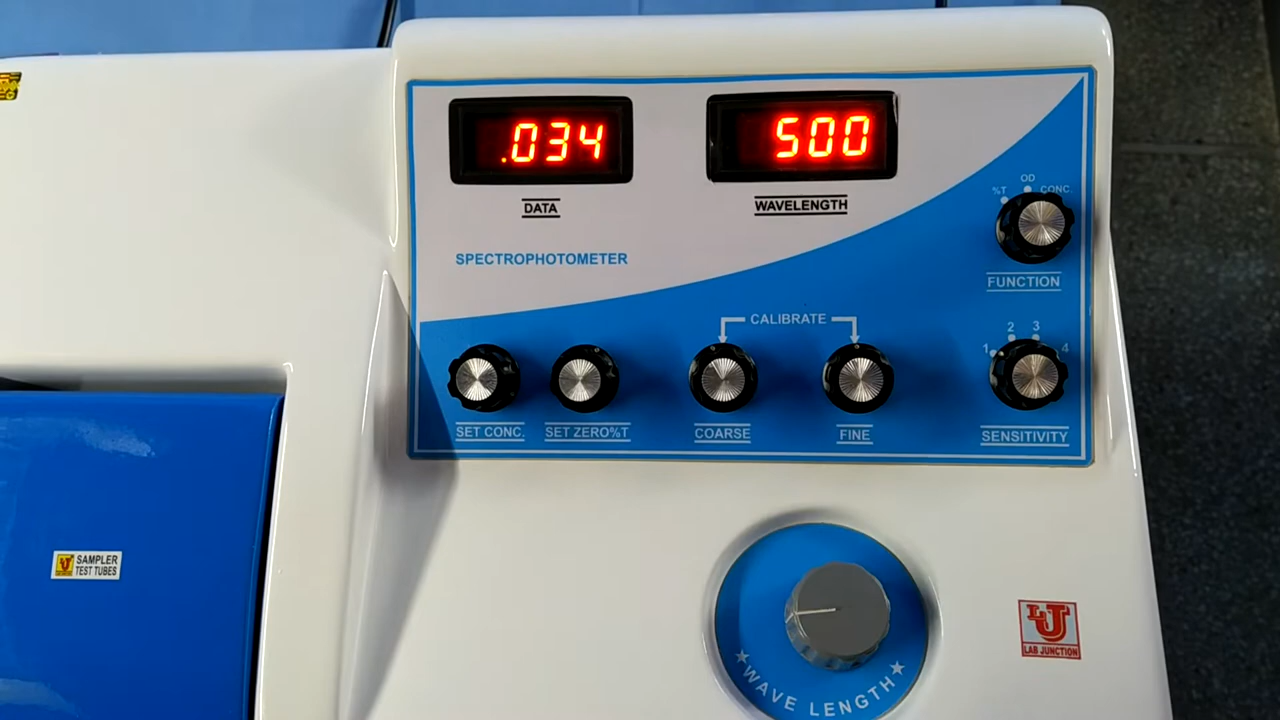 .034
500
DATA
WAVELENGTH
SPECTROPHOTOMETER
%T
OD
CONC.
FUNCTION
CALIBRATE
1
2
3
4
SET CONC.
SET ZERO%T
COARSE
FINE
SENSITIVITY
LJ SAMPLER
TEST TUBES
WAVE LENGTH
LJ
LAB JUNCTION